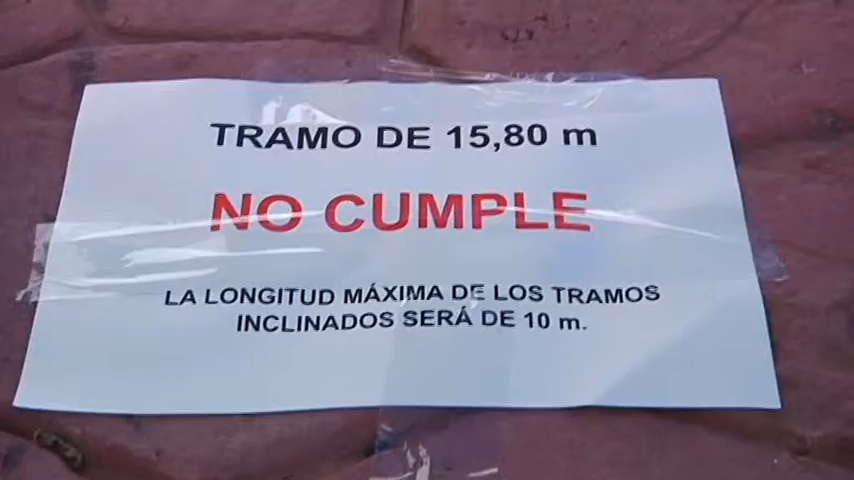 TRAMO DE 15,80 m
NO CUMPLE
LA LONGITUD MÁXIMA DE LOS TRAMOS
INCLINADOS SERÁ DE 10 m.